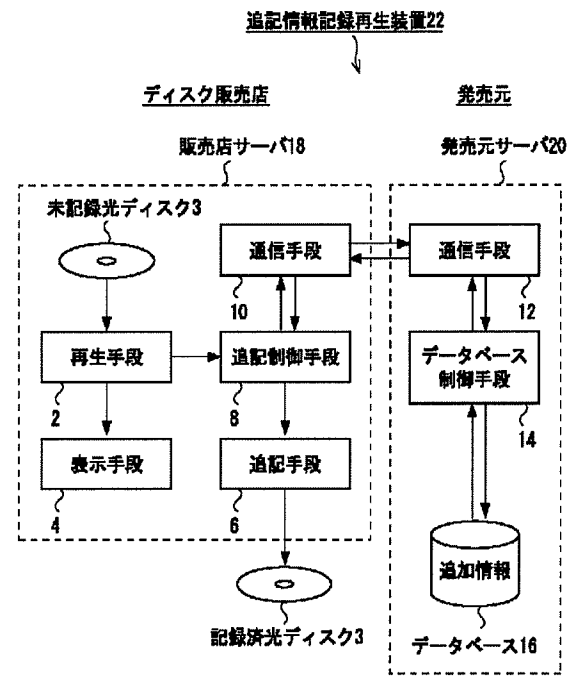 追記情報記録再生装置22
ディスク販売店
発売元
販売店サーバ18
発売元サーバ20
未記録光ディスク3
通信手段
10
通信手段
12
再生手段
2
追記制御手段
8
データベース
制御手段
14
表示手段
4
追記手段
6
追加情報
記録済光ディスク3
データベース16